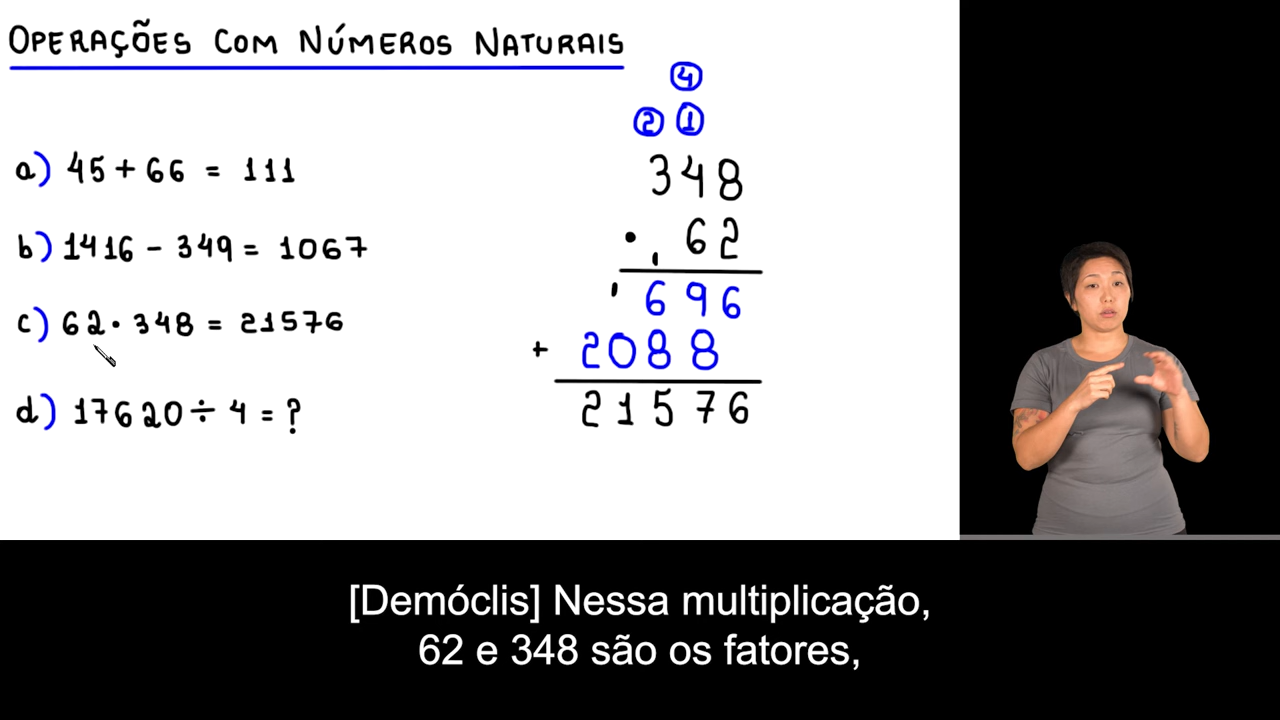 OPERAÇÕES COM NÚMEROS NATURAIS
a) 45 + 66 = 111
b) 1416 - 349 = 1067
c) 62 · 348 = 21576
d) 17620 ÷ 4 = ?
4
2 1
348
· 62
696
+ 2088
21576
[Demóclis] Nessa multiplicação,
62 e 348 são os fatores,